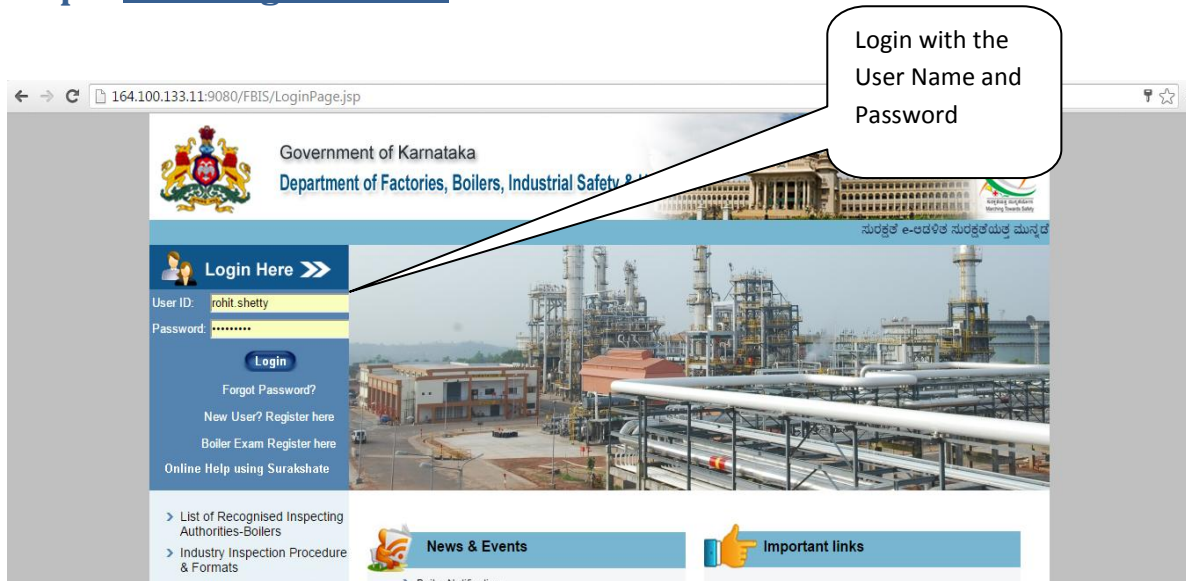 Login with the
User Name and
Password
164.100.133.11:9080/FBIS/LoginPage.jsp
Government of Karnataka
Department of Factories, Boilers, Industrial Safety &
Marching Towards Safety
ಸುರಕ್ಷತೆ e-ಆಡಳಿತ ಸುರಕ್ಷತೆಯತ್ತ ಮುನ್ನಡೆ
Login Here
User ID: rohit.shetty
Password: •••••••••
Login
Forgot Password?
New User? Register here
Boiler Exam Register here
Online Help using Surakshate
List of Recognised Inspecting
Authorities-Boilers
Industry Inspection Procedure
& Formats
News & Events
Important links